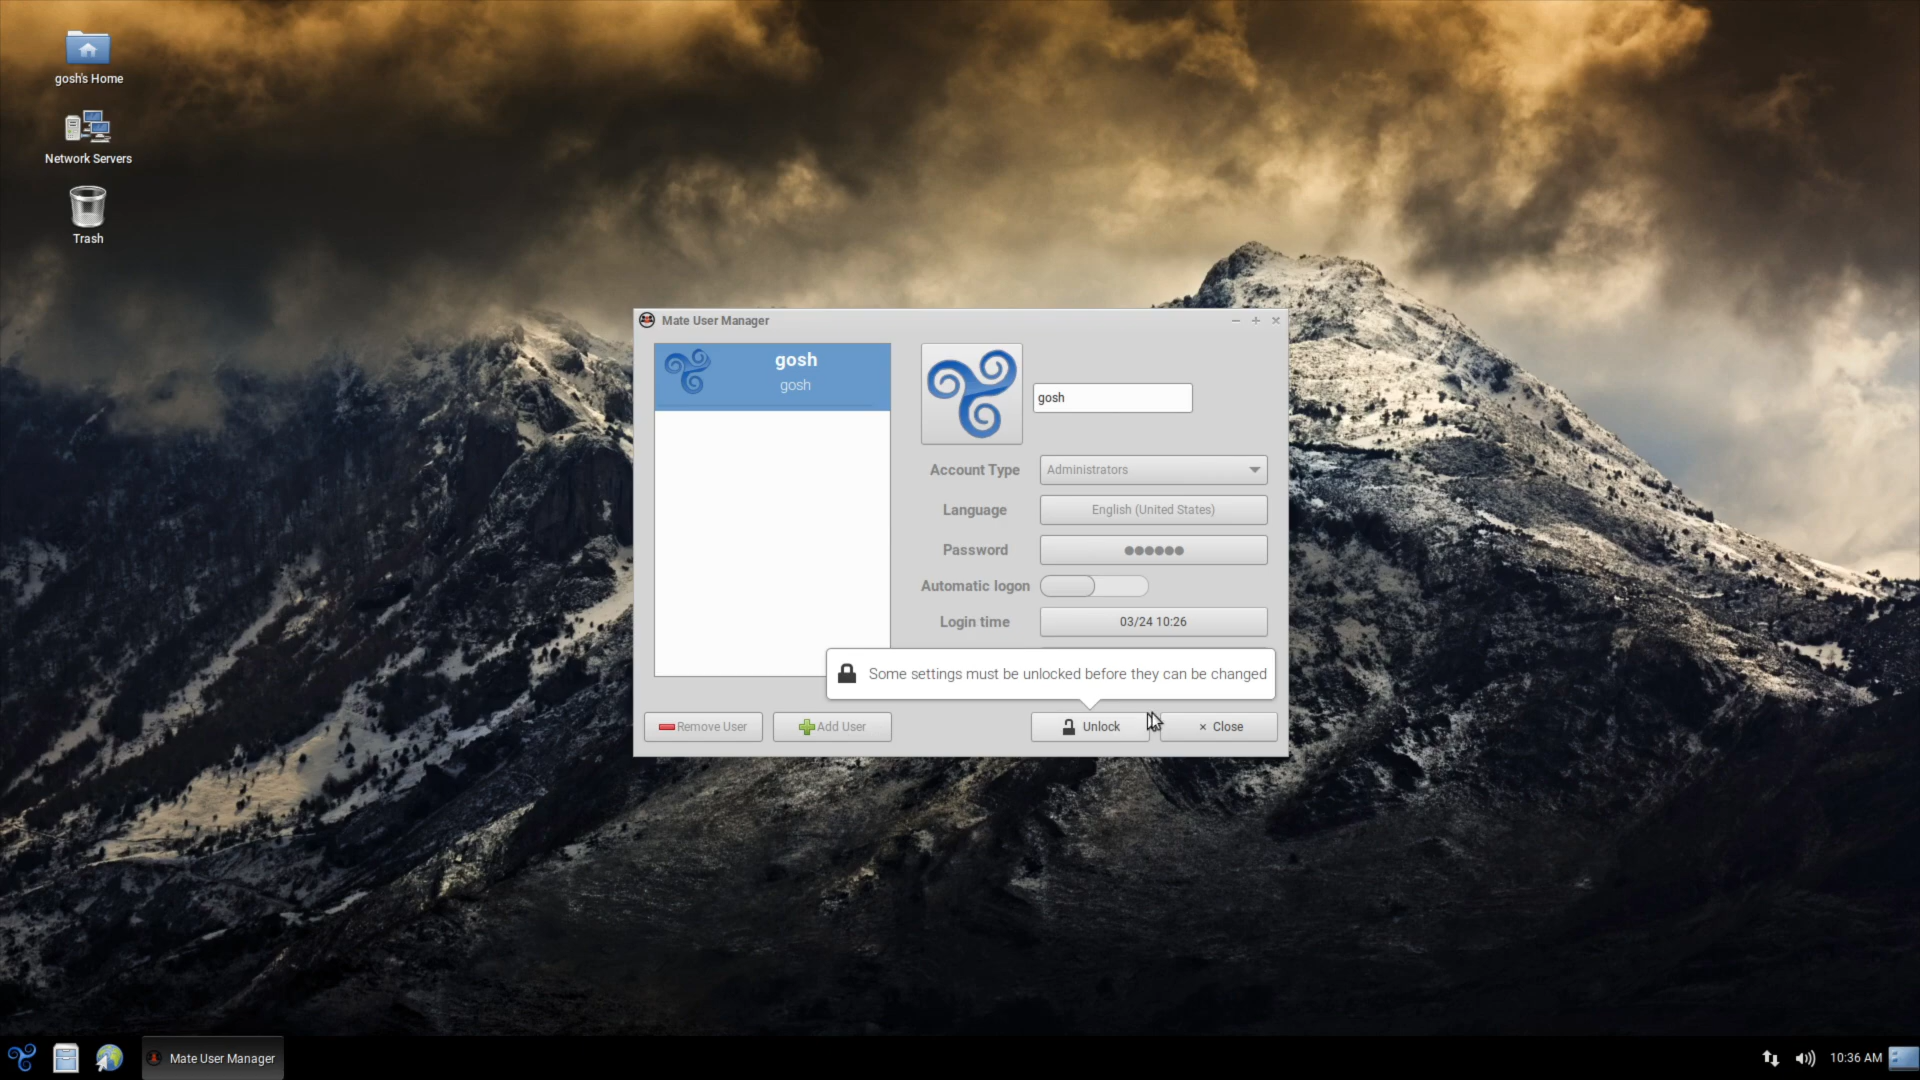 gosh's Home
Network Servers
Trash
Mate User Manager
gosh
gosh
gosh
Account Type
Administrators
Language
English (United States)
Password
Automatic logon
Login time
03/24 10:26
Some settings must be unlocked before they can be changed
Remove User
Add User
Unlock
Close
Mate User Manager
10:36 AM